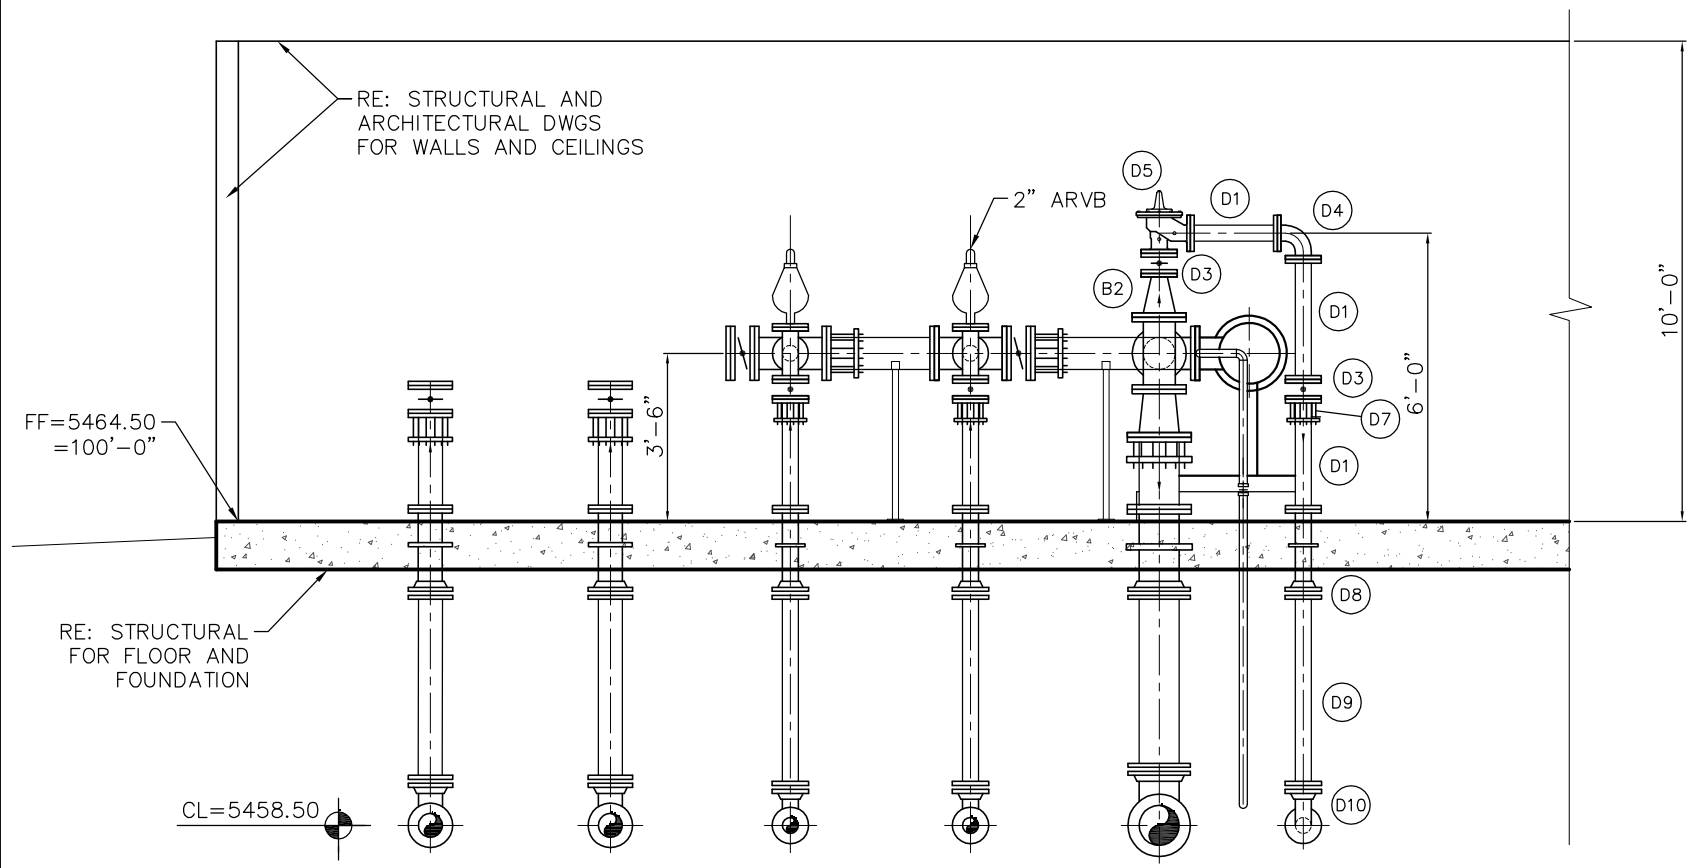 RE: STRUCTURAL AND
ARCHITECTURAL DWGS
FOR WALLS AND CEILINGS
D5
2" ARVB
D1
D4
B2
D3
D1
10'-0"
D3
6'-0"
D7
3'-6"
FF=5464.50
=100'-0"
D1
D8
RE: STRUCTURAL
FOR FLOOR AND
FOUNDATION
D9
CL=5458.50
D10